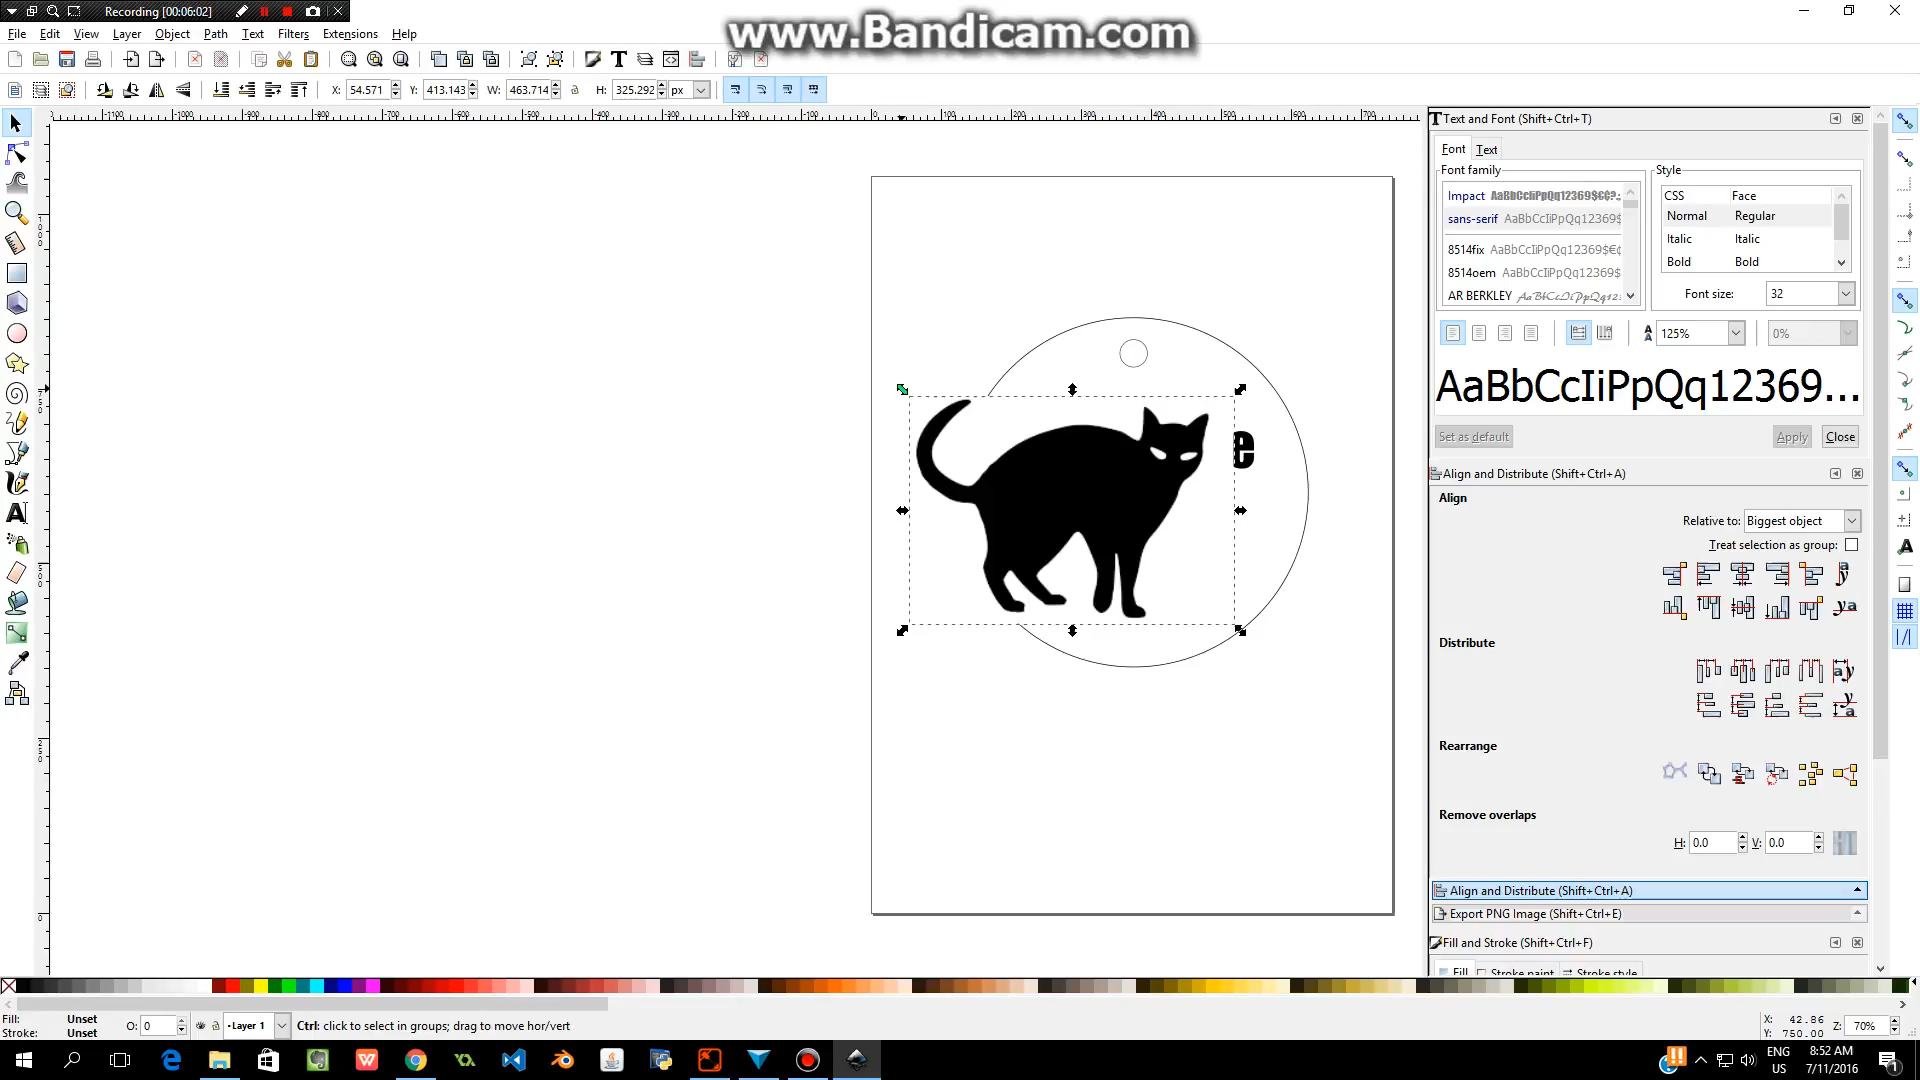 Recording [00:06:02]
www.Bandicam.com
File Edit View Layer Object Path Text Filters Extensions Help
X: 54.571 Y: 413.143 W: 463.714 H: 325.292 px
Text and Font (Shift+Ctrl+T)
Font Text
Font family
Style
Impact AaBbCcIiPpQq12369$€¢?.;
sans-serif AaBbCcIiPpQq12369$
8514fix AaBbCcIiPpQq12369$€¢
8514oem AaBbCcIiPpQq12369$
AR BERKLEY AaBbCcIiPpQq12:
CSS Face
Normal Regular
Italic Italic
Bold Bold
Font size: 32
125%
0%
AaBbCcIiPpQq12369...
Set as default Apply Close
Align and Distribute (Shift+Ctrl+A)
Align
Relative to: Biggest object
Treat selection as group:
Distribute
Rearrange
Remove overlaps
H: 0.0 V: 0.0
Align and Distribute (Shift+Ctrl+A)
Export PNG Image (Shift+Ctrl+E)
Fill and Stroke (Shift+Ctrl+F)
Fill Stroke paint Stroke style
e
Fill: Unset
Stroke: Unset
O: 0
Layer 1
Ctrl: click to select in groups; drag to move hor/vert
X: 42.86
Y: 750.00
Z: 70%
ENG
US
8:52 AM
7/11/2016